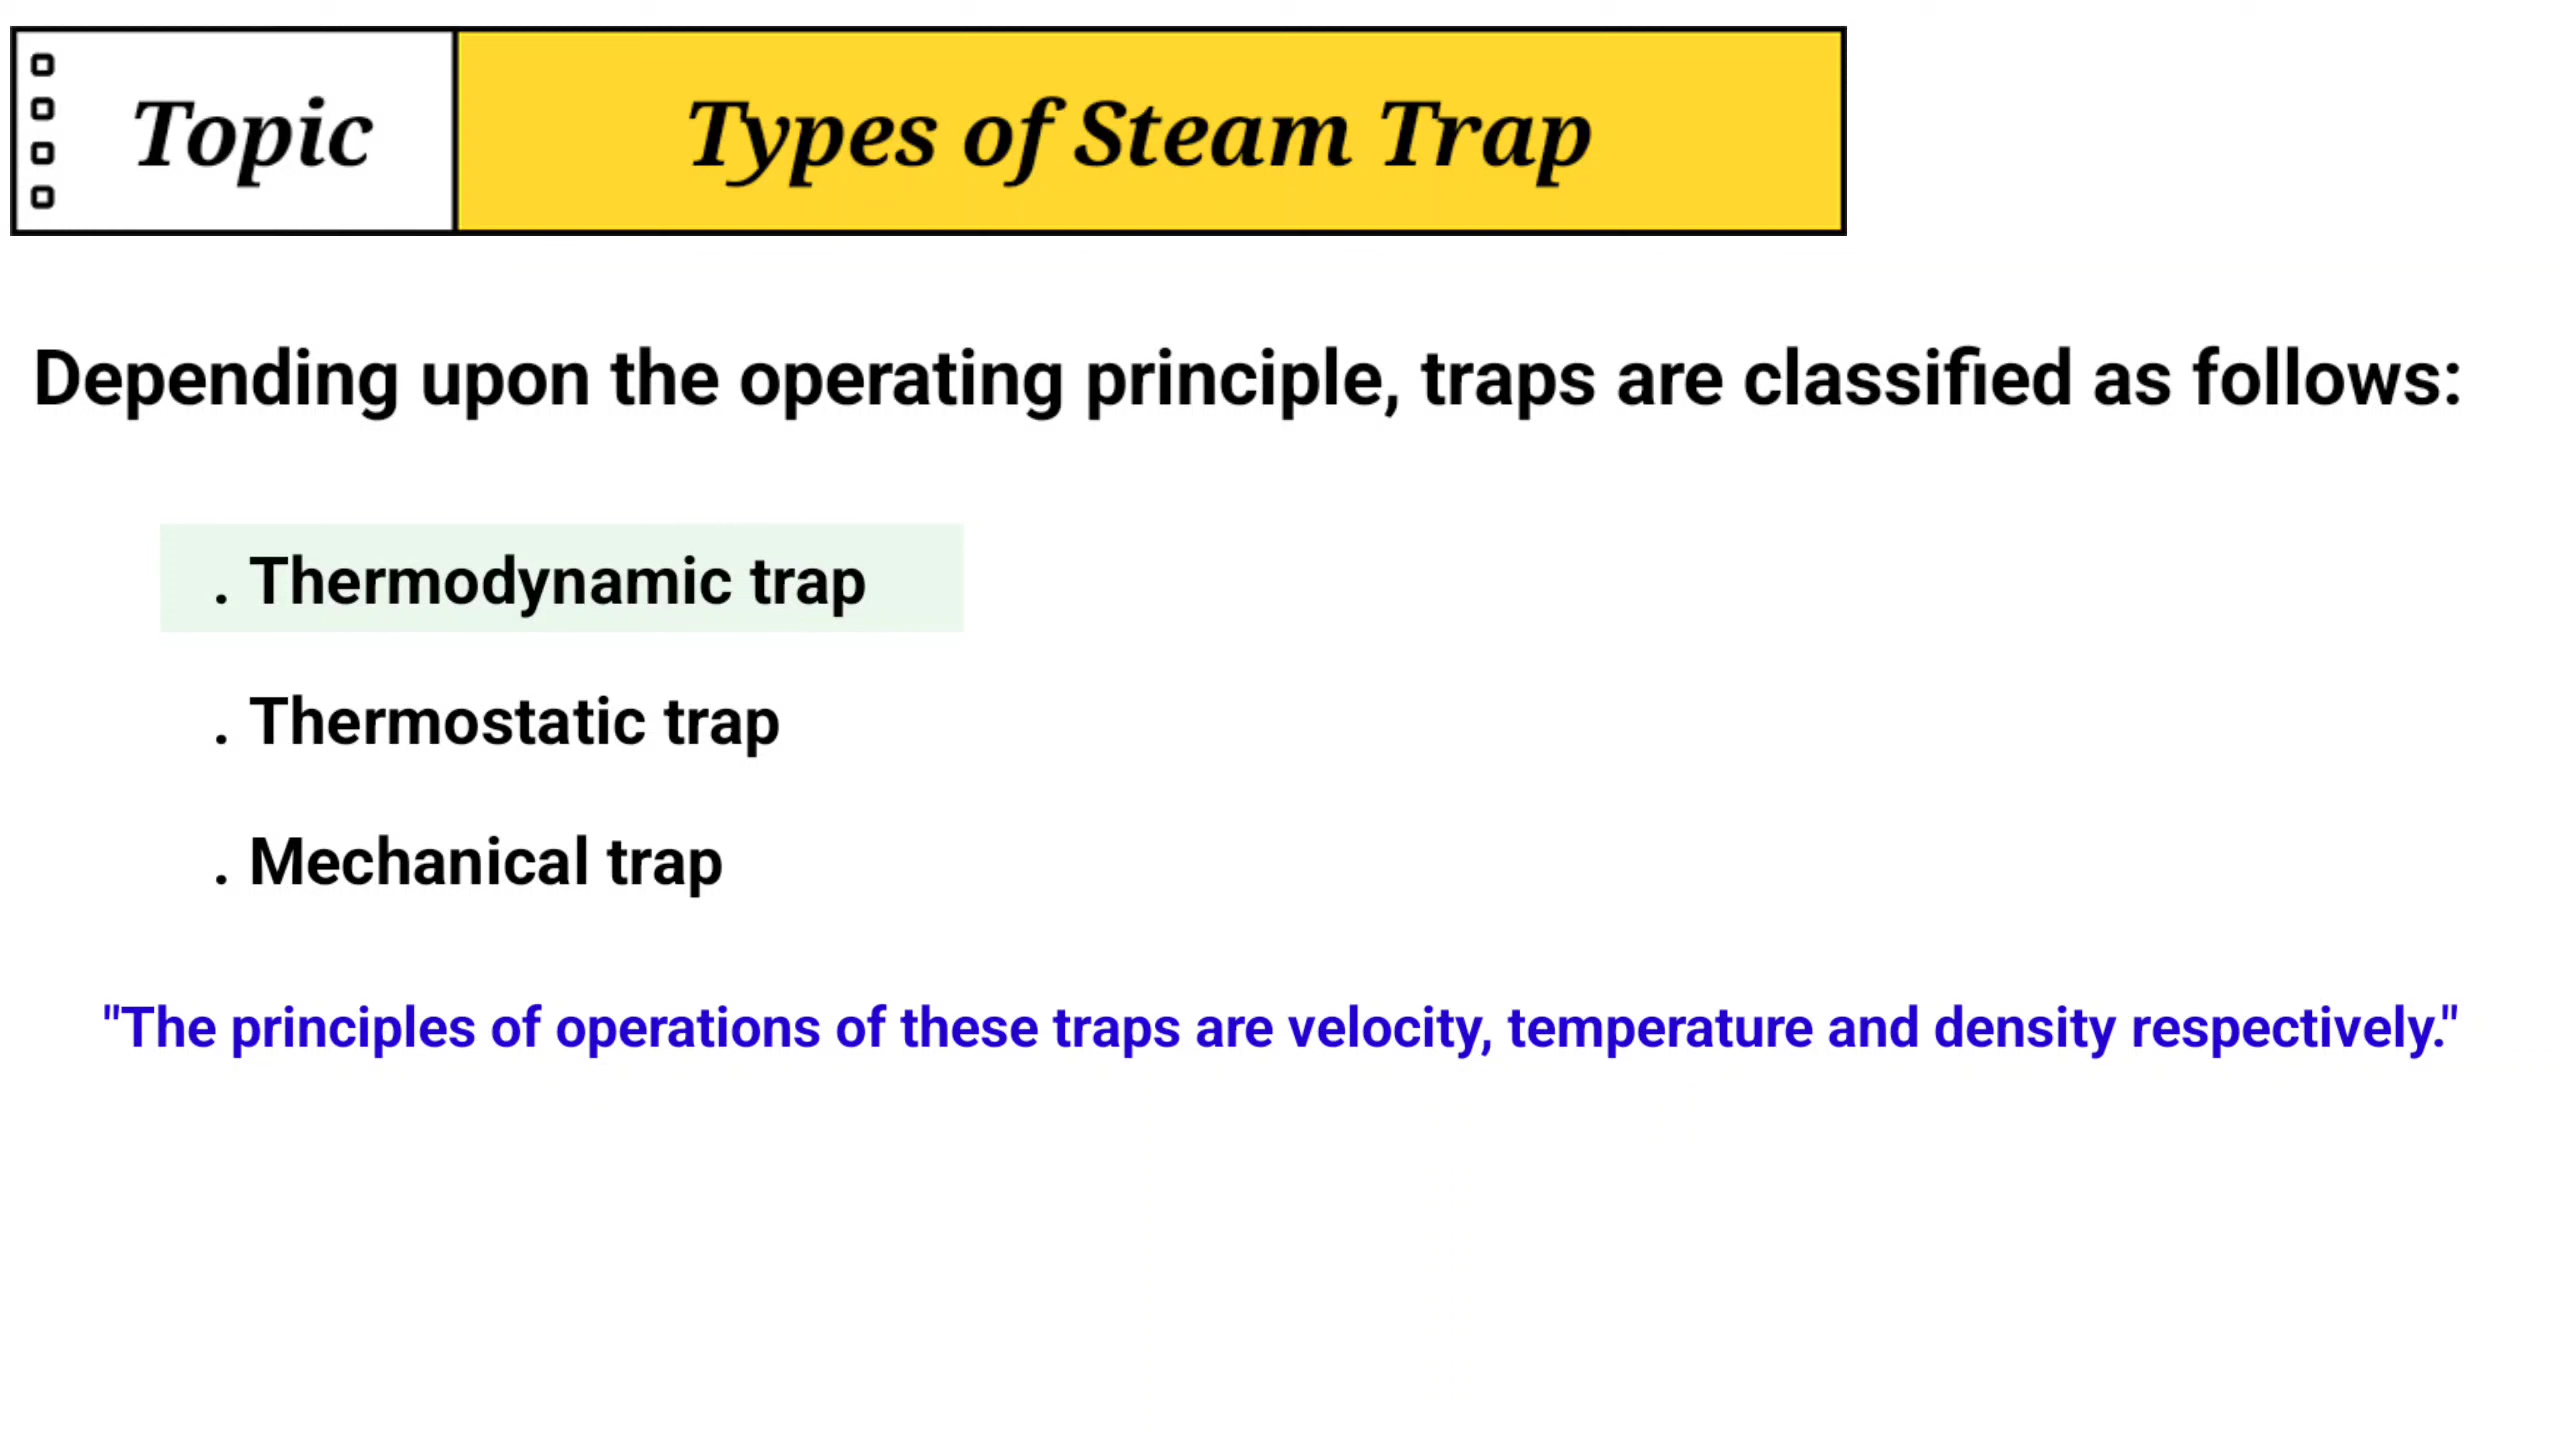 Topic
Types of Steam Trap
Depending upon the operating principle, traps are classified as follows:
. Thermodynamic trap
. Thermostatic trap
. Mechanical trap
"The principles of operations of these traps are velocity, temperature and density respectively."